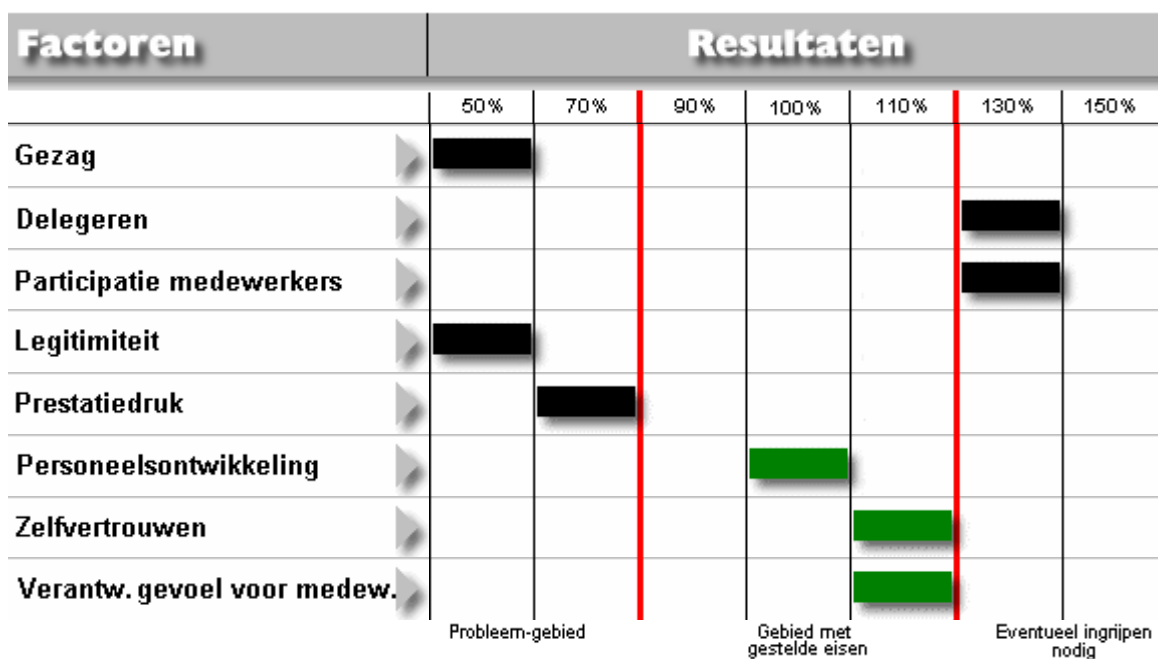 Factoren Resultaten
50% 70% 90% 100% 110% 130% 150%
Gezag
Delegeren
Participatie medewerkers
Legitimiteit
Prestatiedruk
Personeelsontwikkeling
Zelfvertrouwen
Verantw. gevoel voor medew.
Probleem-gebied
Gebied met
gestelde eisen
Eventueel ingrijpen
nodig